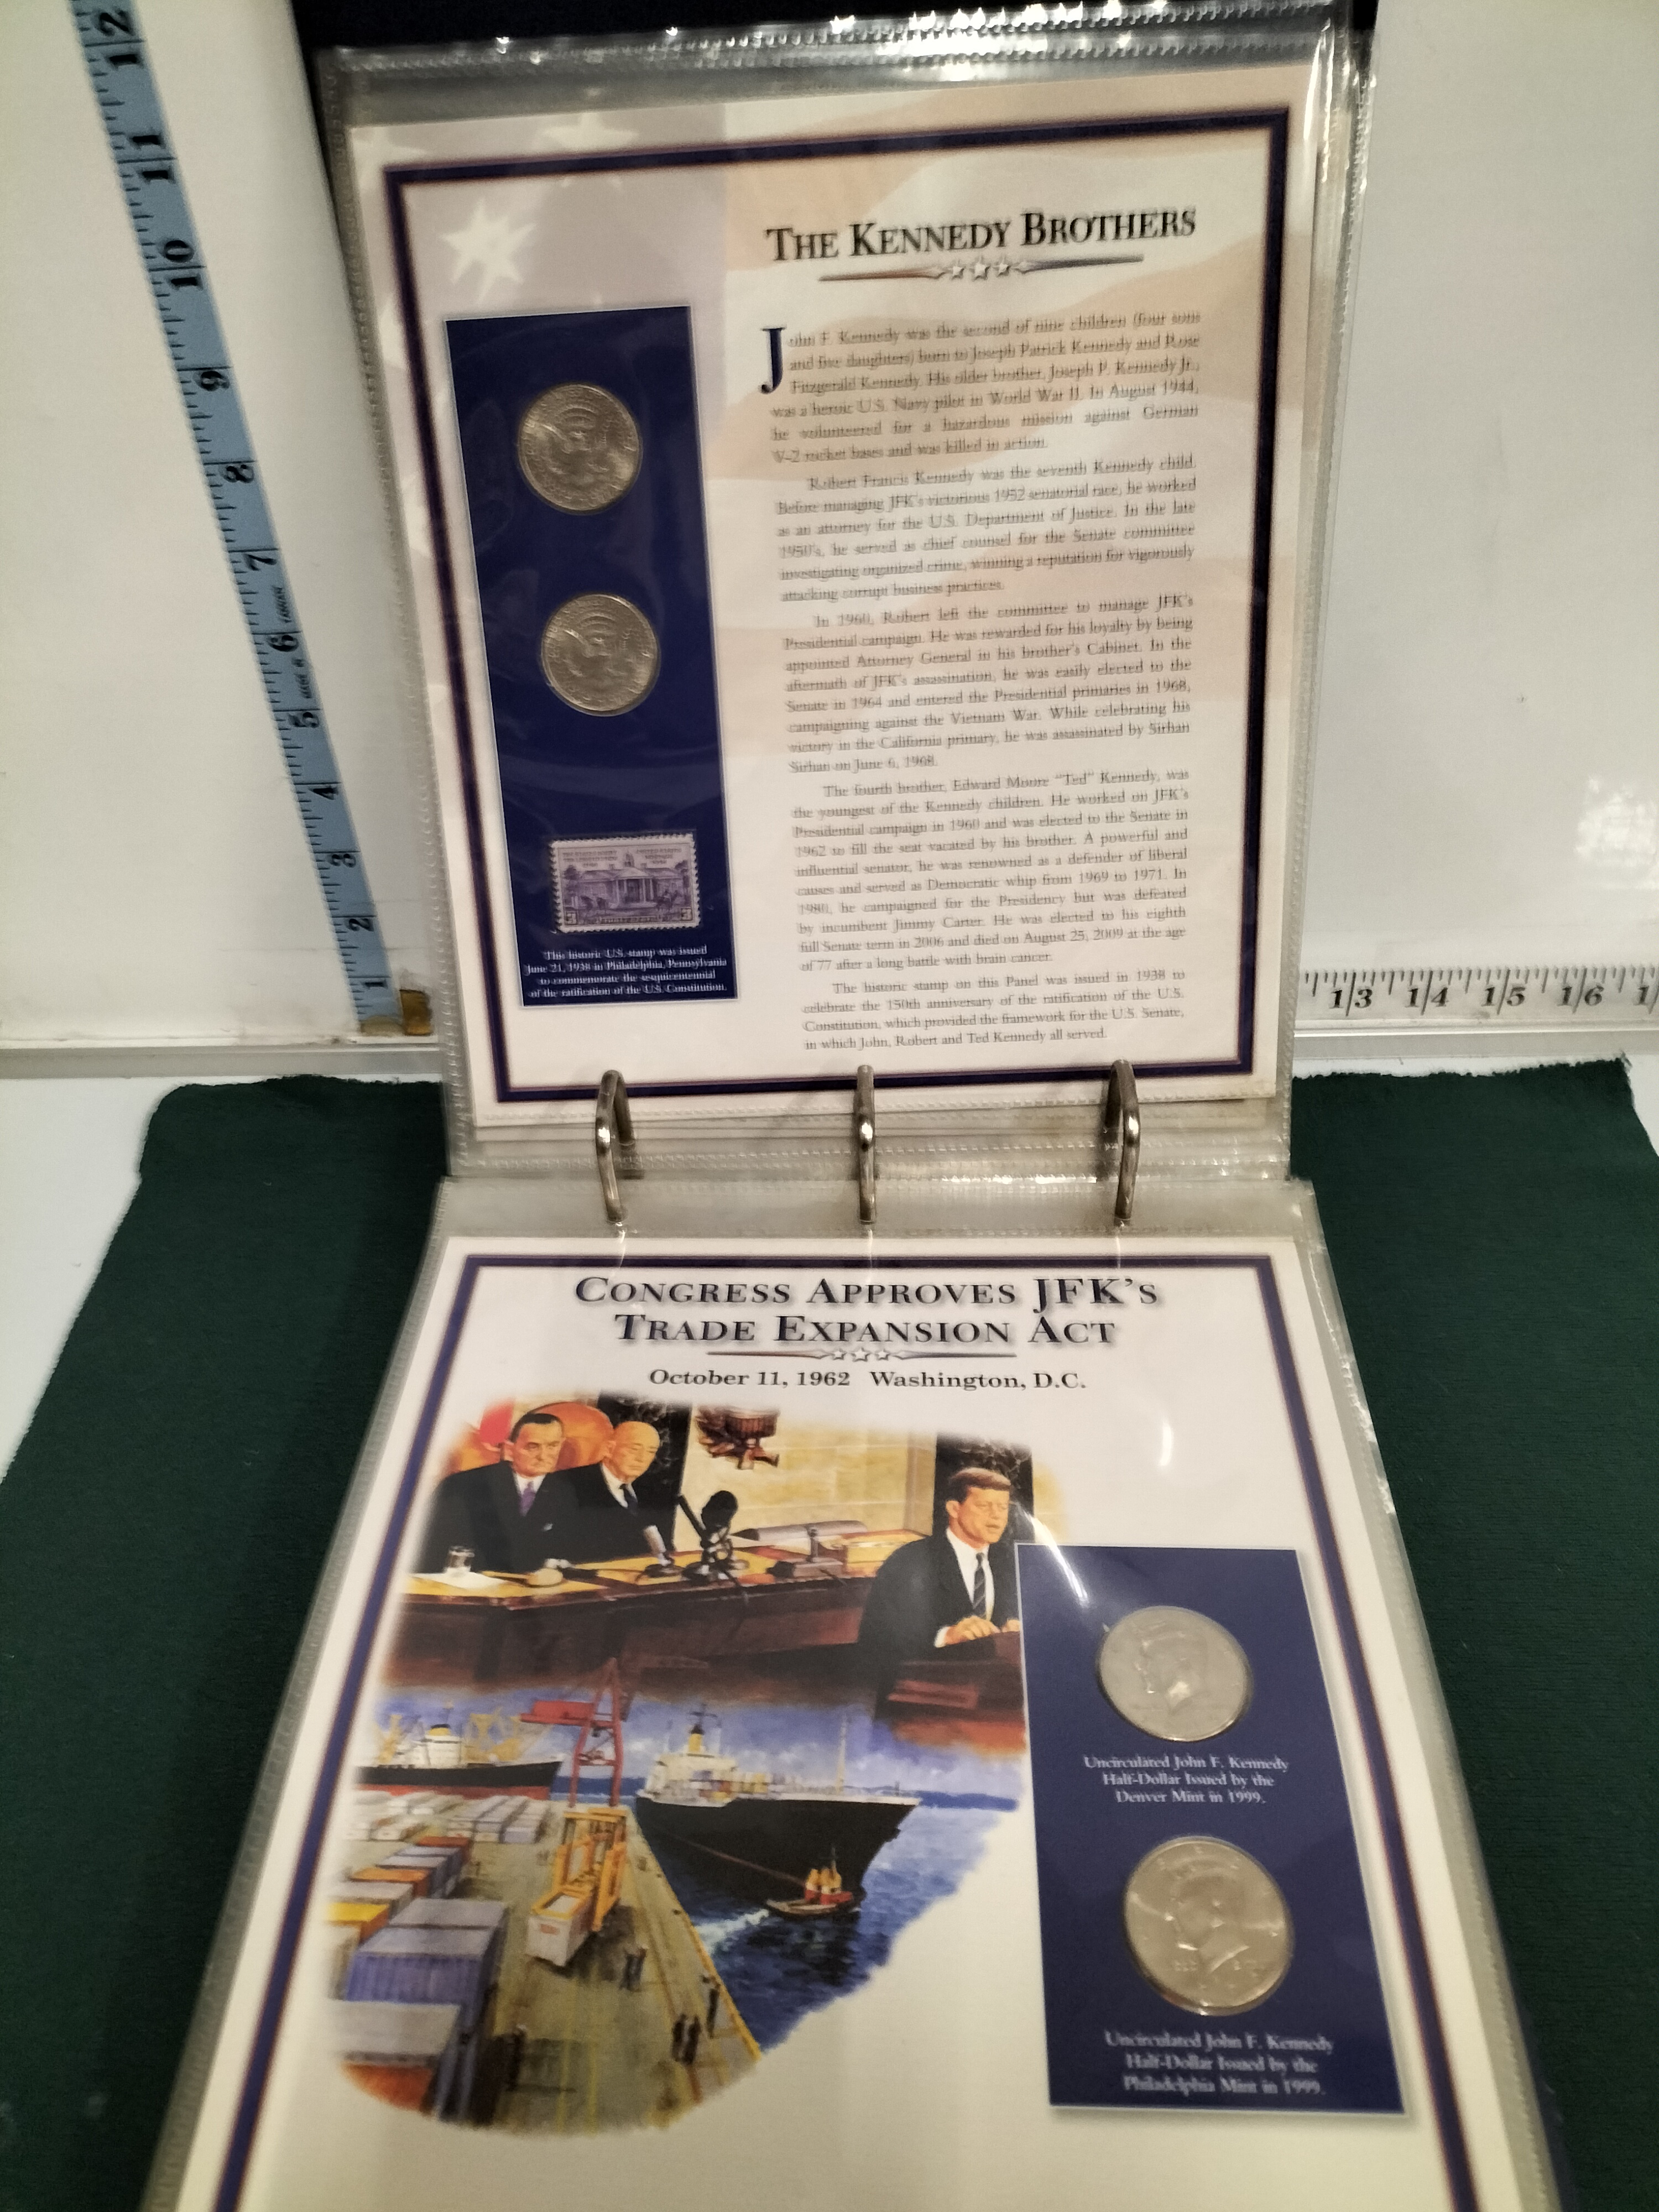 THE KENNEDY BROTHERS
John F. Kennedy was the second of nine children (four sons
and five daughters) born to Joseph Patrick Kennedy and Rose
Fitzgerald Kennedy. His older brother, Joseph P. Kennedy Jr.,
was a heroic U.S. Navy pilot in World War II. In August 1944,
he volunteered for a hazardous mission against German
V-2 rocket bases and was killed in action.
Robert Francis Kennedy was the seventh Kennedy child.
Before managing JFK's victorious 1952 senatorial race, he worked
as an attorney for the U.S. Department of Justice. In the late
1950's, he served as chief counsel for the Senate committee
investigating organized crime, winning a reputation for vigorously
attacking corrupt business practices.
In 1960, Robert left the committee to manage JFK's
Presidential campaign. He was rewarded for his loyalty by being
appointed Attorney General in his brother's Cabinet. In the
aftermath of JFK's assassination, he was easily elected to the
Senate in 1964 and entered the Presidential primaries in 1968,
campaigning against the Vietnam War. While celebrating his
victory in the California primary, he was assassinated by Sirhan
Sirhan on June 6, 1968.
The fourth brother, Edward Moore "Ted" Kennedy, was
the youngest of the Kennedy children. He worked on JFK's
Presidential campaign in 1960 and was elected to the Senate in
1962 to fill the seat vacated by his brother. A powerful and
influential senator, he was renowned as a defender of liberal
causes and served as Democratic whip from 1969 to 1971. In
1980, he campaigned for the Presidency but was defeated
by incumbent Jimmy Carter. He was elected to his eighth
full Senate term in 2006 and died on August 25, 2009 at the age
of 77 after a long battle with brain cancer.
The historic stamp on this Panel was issued in 1938 to
celebrate the 150th anniversary of the ratification of the U.S.
Constitution, which provided the framework for the U.S. Senate,
in which John, Robert and Ted Kennedy all served.
This historic U.S. stamp was issued
June 21, 1938 in Philadelphia, Pennsylvania
to commemorate the sesquicentennial
of the ratification of the U.S. Constitution.
CONGRESS APPROVES JFK'S
TRADE EXPANSION ACT
October 11, 1962 Washington, D.C.
Uncirculated John F. Kennedy
Half-Dollar Issued by the
Denver Mint in 1999.
Uncirculated John F. Kennedy
Half-Dollar Issued by the
Philadelphia Mint in 1999.
12
11
10
9
8
7
6
5
4
3
2
1
13 14 15 16